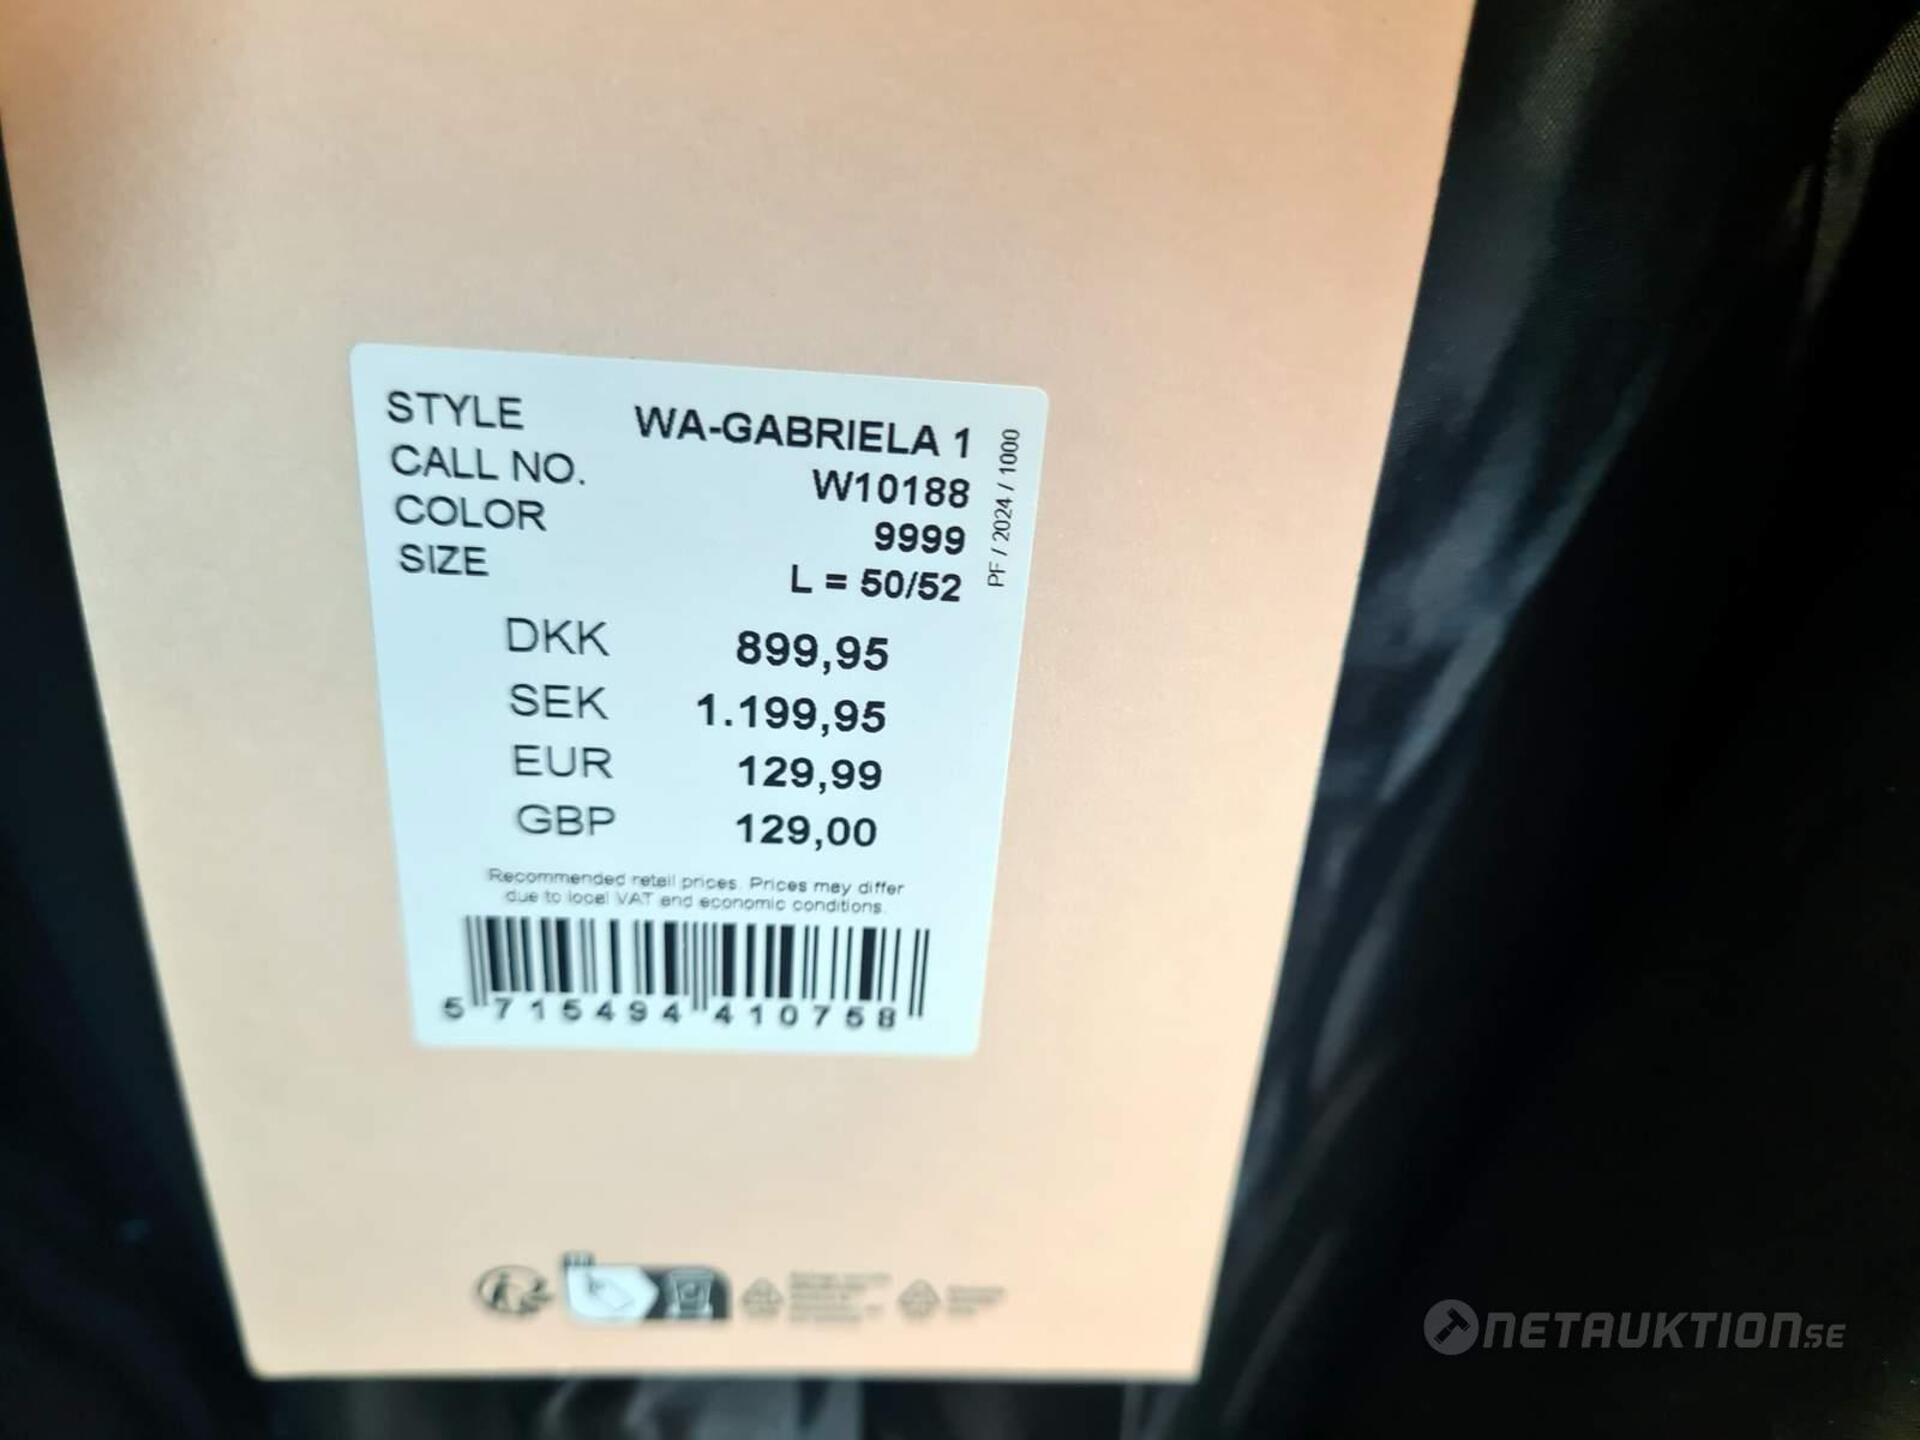 STYLE WA-GABRIELA 1
CALL NO. W10188
COLOR 9999
SIZE L = 50/52
PF / 2024 / 1000
DKK 899,95
SEK 1.199,95
EUR 129,99
GBP 129,00
Recommended retail prices. Prices may differ
due to local VAT and economic conditions.
5 715494 410758
NETAUKTION.SE